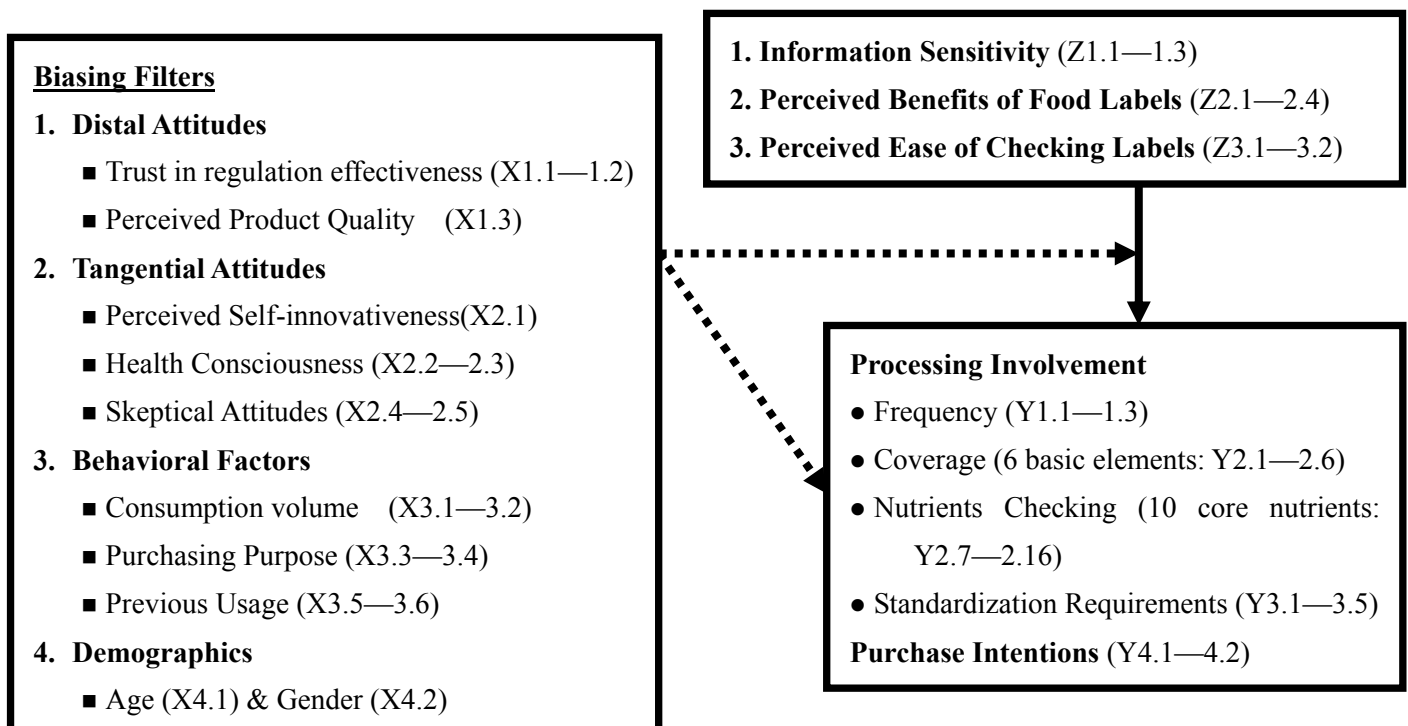 Biasing Filters
1. Distal Attitudes
■ Trust in regulation effectiveness (X1.1—1.2)
■ Perceived Product Quality (X1.3)
2. Tangential Attitudes
■ Perceived Self-innovativeness(X2.1)
■ Health Consciousness (X2.2—2.3)
■ Skeptical Attitudes (X2.4—2.5)
3. Behavioral Factors
■ Consumption volume (X3.1—3.2)
■ Purchasing Purpose (X3.3—3.4)
■ Previous Usage (X3.5—3.6)
4. Demographics
■ Age (X4.1) & Gender (X4.2)
1. Information Sensitivity (Z1.1—1.3)
2. Perceived Benefits of Food Labels (Z2.1—2.4)
3. Perceived Ease of Checking Labels (Z3.1—3.2)
Processing Involvement
● Frequency (Y1.1—1.3)
● Coverage (6 basic elements: Y2.1—2.6)
● Nutrients Checking (10 core nutrients:
Y2.7—2.16)
● Standardization Requirements (Y3.1—3.5)
Purchase Intentions (Y4.1—4.2)